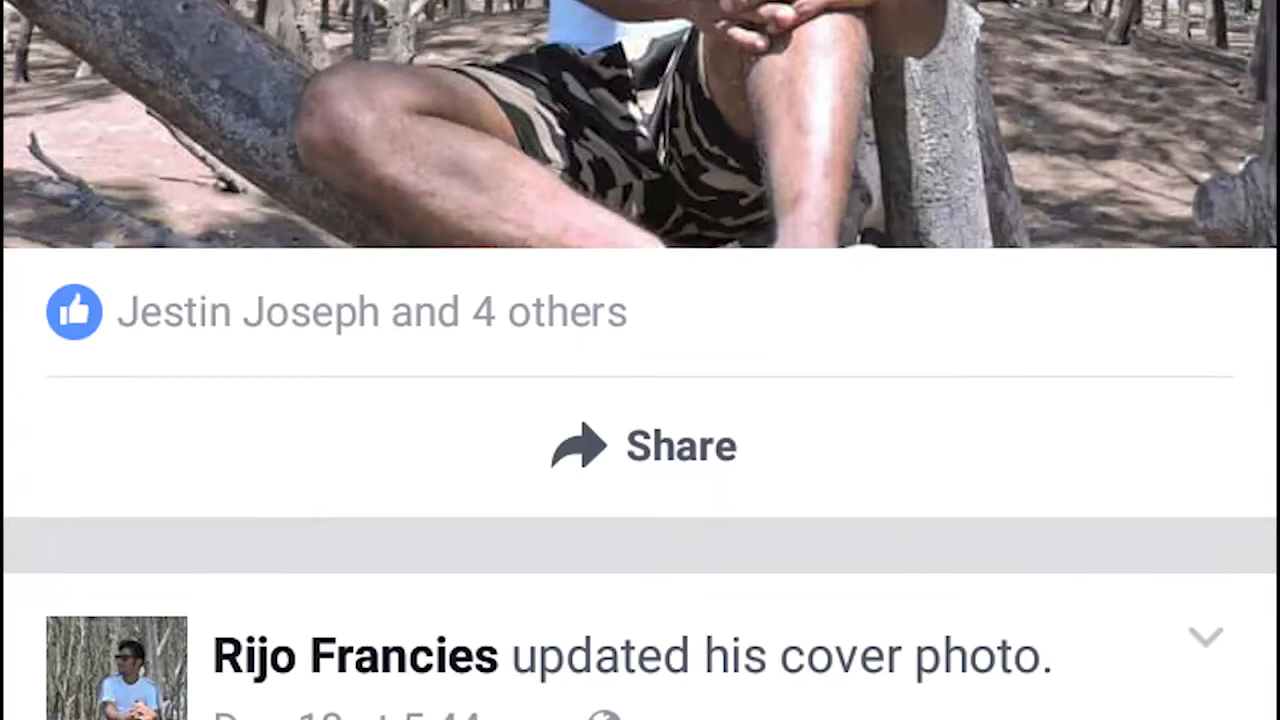 Jestin Joseph and 4 others
Share
Rijo Francies updated his cover photo.